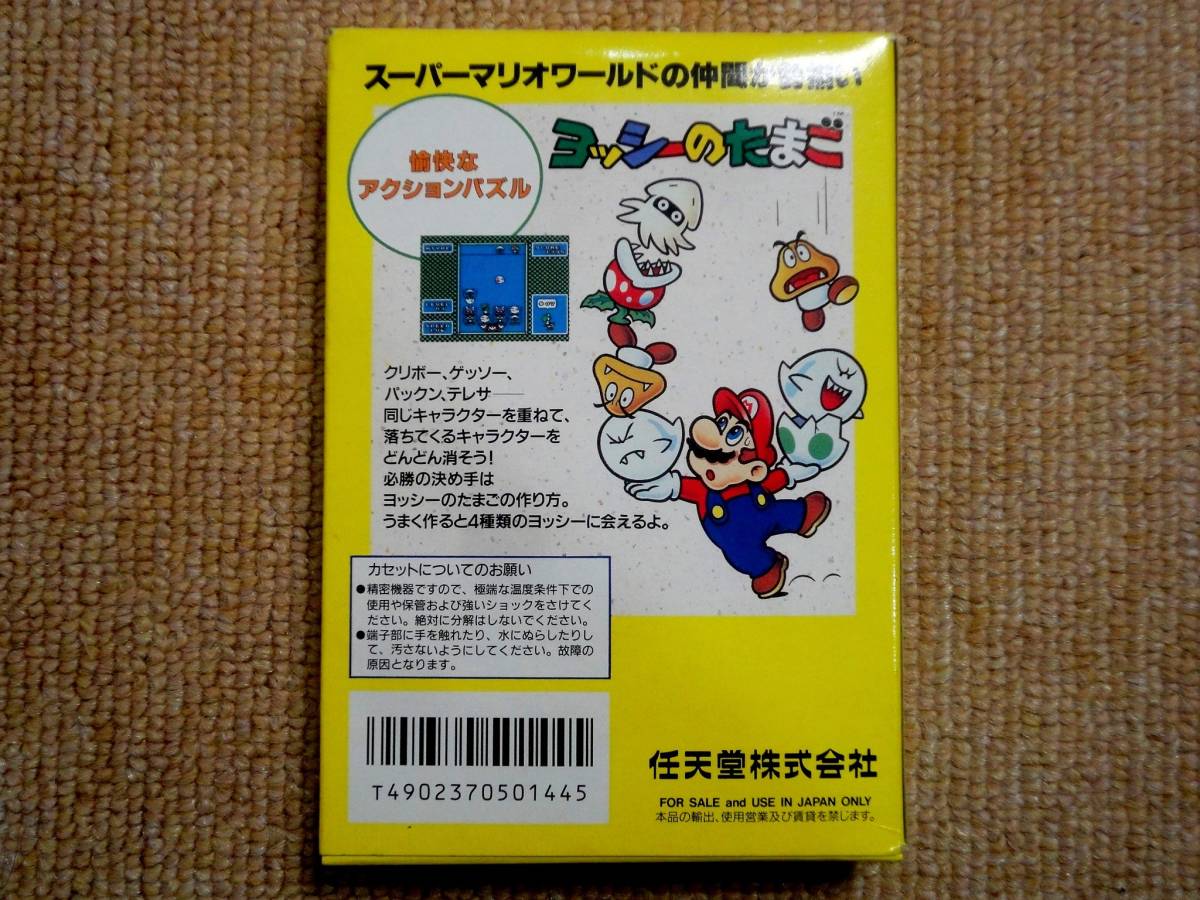 スーパーマリオワールドの仲間が勢揃い
ヨッシーのたまご
TM
愉快な
アクションパズル
クリボー、ゲッソー、
パックン、テレサ──
同じキャラクターを重ねて、
落ちてくるキャラクターを
どんどん消そう!
必勝の決め手は
ヨッシーのたまごの作り方。
うまく作ると4種類のヨッシーに会えるよ。
カセットについてのお願い
●精密機器ですので、極端な温度条件下での
使用や保管および強いショックをさけてく
ださい。絶対に分解はしないでください。
●端子部に手を触れたり、水にぬらしたりし
て、汚さないようにしてください。故障の
原因となります。
T4902370501445
任天堂株式会社
FOR SALE and USE IN JAPAN ONLY
本品の輸出、使用営業及び賃貸を禁じます。